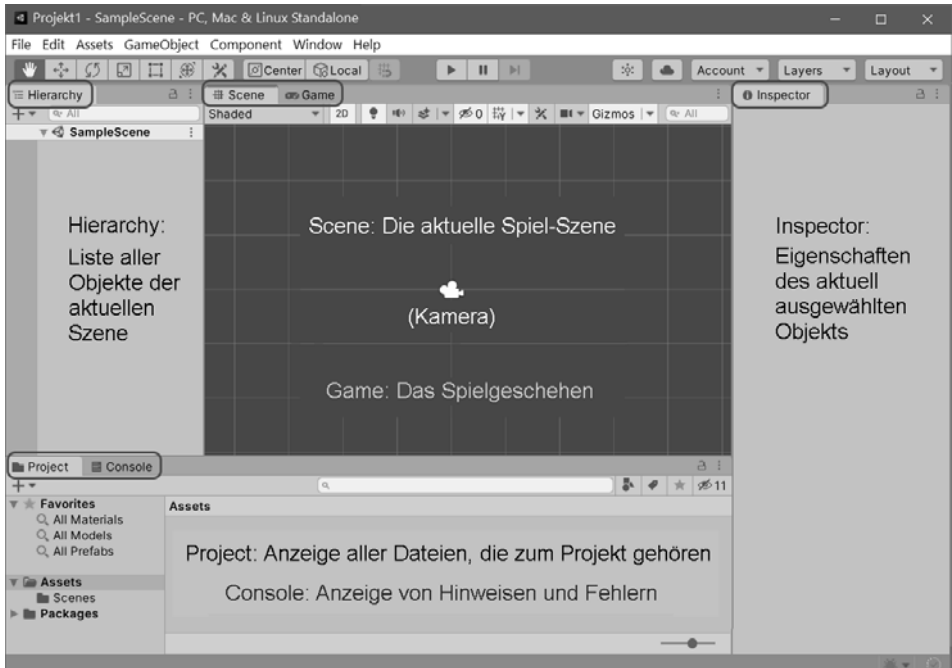 Projekt1 - SampleScene - PC, Mac & Linux Standalone
File Edit Assets GameObject Component Window Help
Center Local Account Layers Layout
Hierarchy
Scene Game
Inspector
All
Shaded 2D 0 Gizmos All
SampleScene
Hierarchy:
Liste aller
Objekte der
aktuellen
Szene
Scene: Die aktuelle Spiel-Szene
(Kamera)
Game: Das Spielgeschehen
Inspector:
Eigenschaften
des aktuell
ausgewählten
Objekts
Project Console
11
Favorites
All Materials
All Models
All Prefabs
Assets
Scenes
Packages
Assets
Project: Anzeige aller Dateien, die zum Projekt gehören
Console: Anzeige von Hinweisen und Fehlern